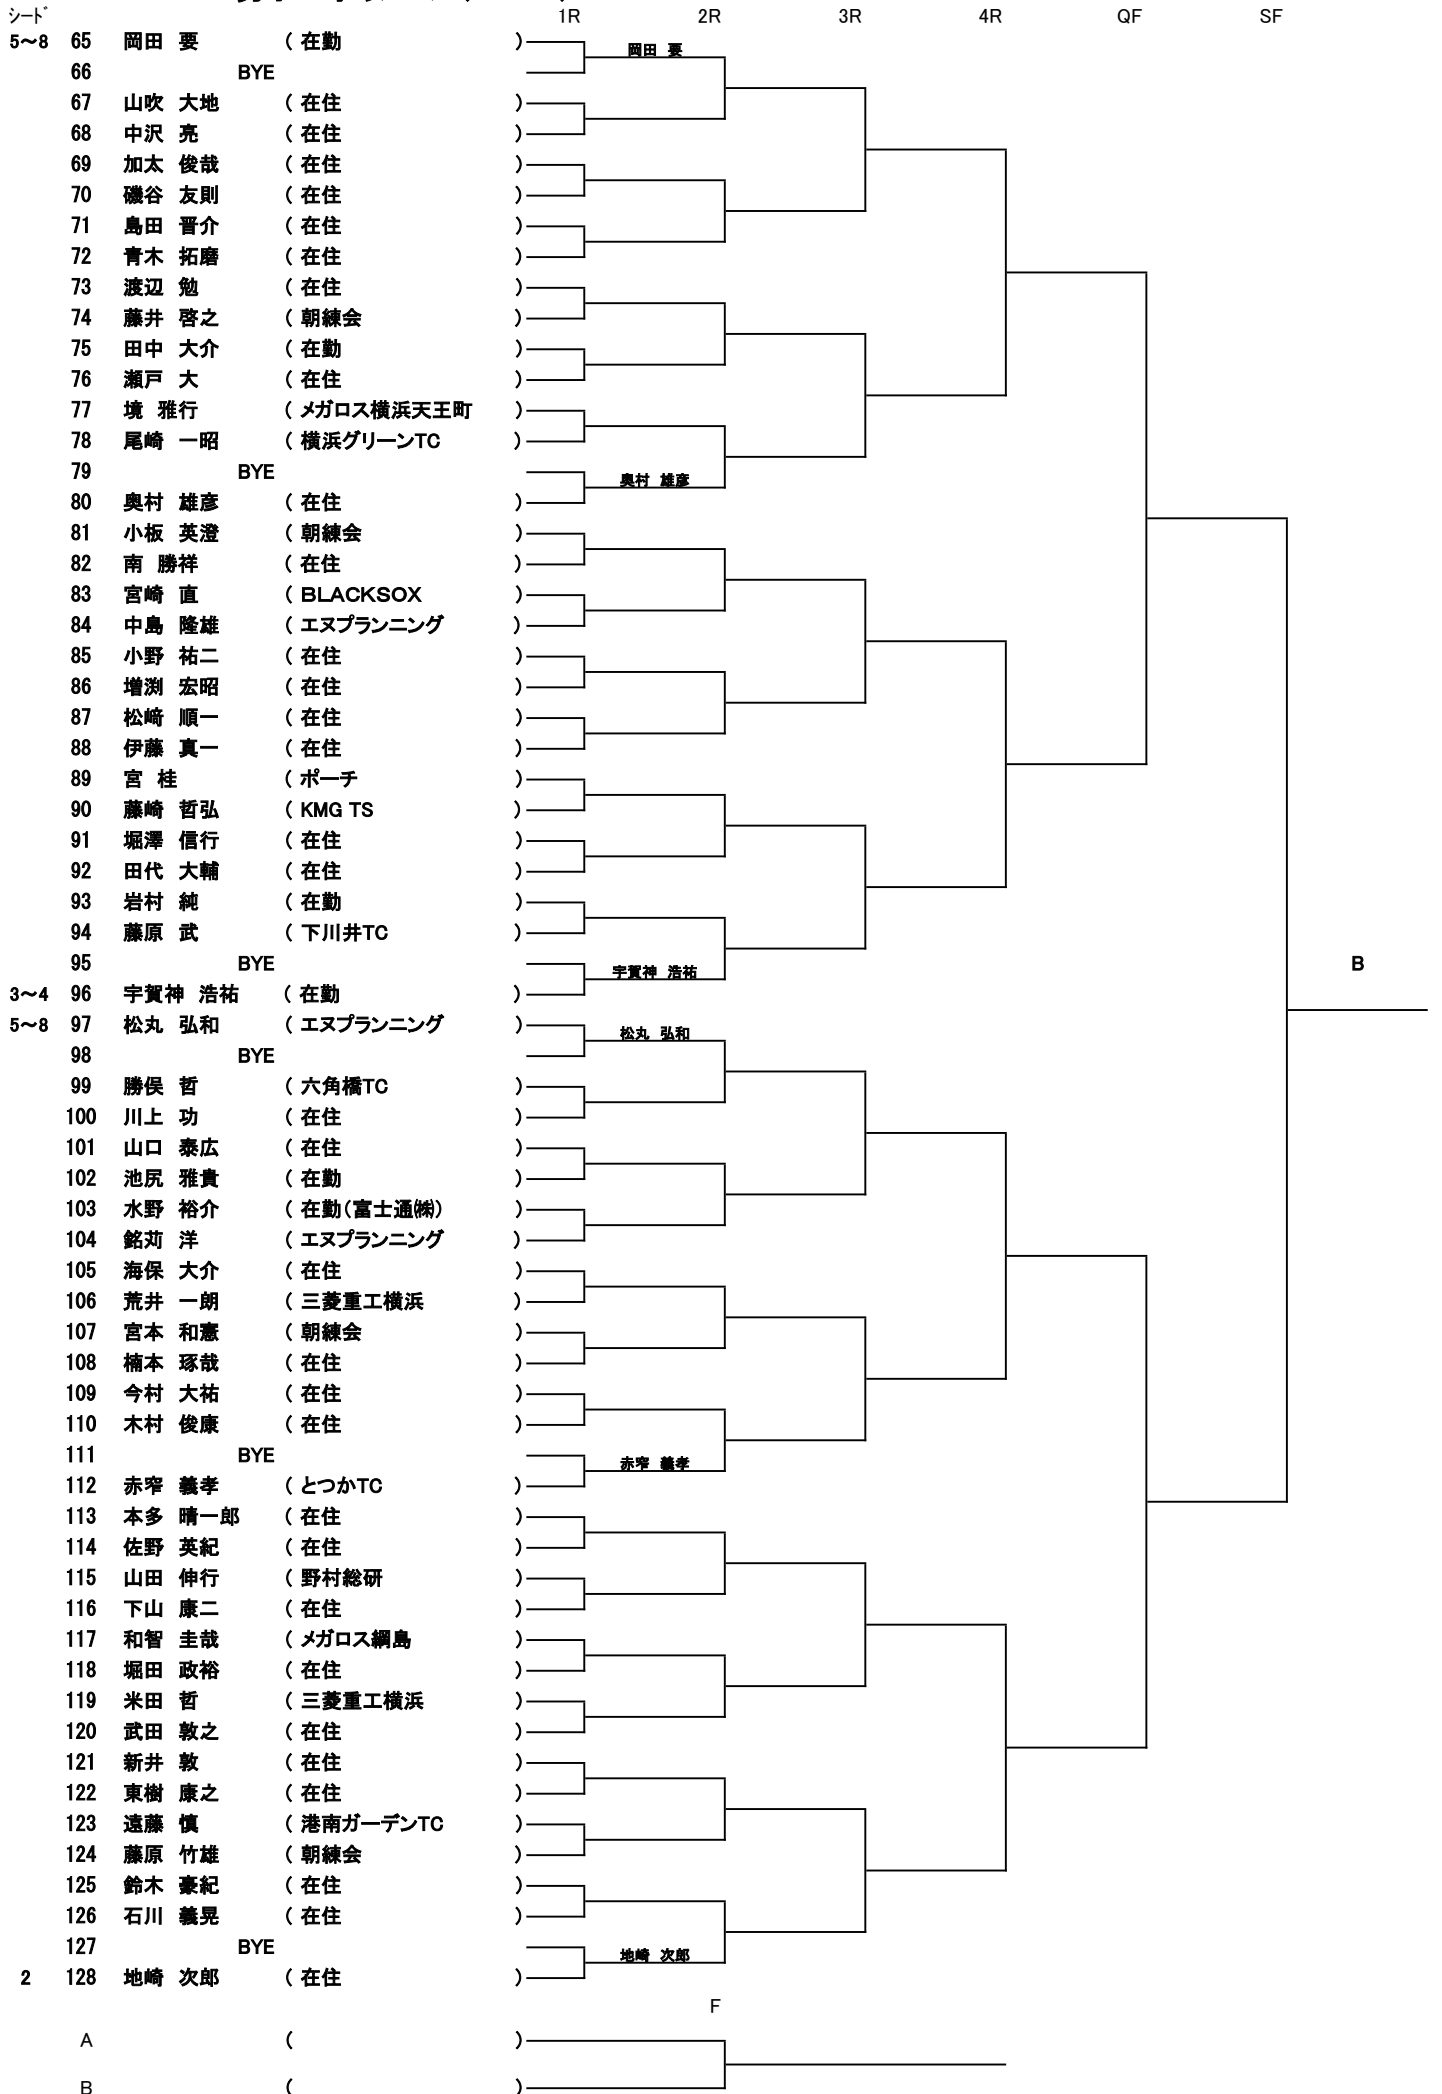 シード 1R 2R 3R 4R QF SF
5～8 65 岡田 要 ( 在勤 ) 岡田 要
66 BYE
67 山吹 大地 ( 在住 )
68 中沢 亮 ( 在住 )
69 加太 俊哉 ( 在住 )
70 磯谷 友則 ( 在住 )
71 島田 晋介 ( 在住 )
72 青木 拓磨 ( 在住 )
73 渡辺 勉 ( 在住 )
74 藤井 啓之 ( 朝練会 )
75 田中 大介 ( 在勤 )
76 瀬戸 大 ( 在住 )
77 境 雅行 ( メガロス横浜天王町 )
78 尾崎 一昭 ( 横浜グリーンTC )
79 BYE 奥村 雄彦
80 奥村 雄彦 ( 在住 )
81 小板 英澄 ( 朝練会 )
82 南 勝祥 ( 在住 )
83 宮崎 直 ( BLACKSOX )
84 中島 隆雄 ( エヌプランニング )
85 小野 祐二 ( 在住 )
86 増渕 宏昭 ( 在住 )
87 松﨑 順一 ( 在住 )
88 伊藤 真一 ( 在住 )
89 宮 桂 ( ポーチ )
90 藤崎 哲弘 ( KMG TS )
91 堀澤 信行 ( 在住 )
92 田代 大輔 ( 在住 )
93 岩村 純 ( 在勤 )
94 藤原 武 ( 下川井TC )
95 BYE 宇賀神 浩祐 B
3～4 96 宇賀神 浩祐 ( 在勤 )
5～8 97 松丸 弘和 ( エヌプランニング ) 松丸 弘和
98 BYE
99 勝俣 哲 ( 六角橋TC )
100 川上 功 ( 在住 )
101 山口 泰広 ( 在住 )
102 池尻 雅貴 ( 在勤 )
103 水野 裕介 ( 在勤(富士通㈱) )
104 銘苅 洋 ( エヌプランニング )
105 海保 大介 ( 在住 )
106 荒井 一朗 ( 三菱重工横浜 )
107 宮本 和憲 ( 朝練会 )
108 楠本 琢哉 ( 在住 )
109 今村 大祐 ( 在住 )
110 木村 俊康 ( 在住 )
111 BYE 赤窄 義孝
112 赤窄 義孝 ( とつかTC )
113 本多 晴一郎 ( 在住 )
114 佐野 英紀 ( 在住 )
115 山田 伸行 ( 野村総研 )
116 下山 康二 ( 在住 )
117 和智 圭哉 ( メガロス綱島 )
118 堀田 政裕 ( 在住 )
119 米田 哲 ( 三菱重工横浜 )
120 武田 敦之 ( 在住 )
121 新井 敦 ( 在住 )
122 東樹 康之 ( 在住 )
123 遠藤 慎 ( 港南ガーデンTC )
124 藤原 竹雄 ( 朝練会 )
125 鈴木 豪紀 ( 在住 )
126 石川 義晃 ( 在住 )
127 BYE 地崎 次郎
2 128 地崎 次郎 ( 在住 )
F
A ( )
B ( )